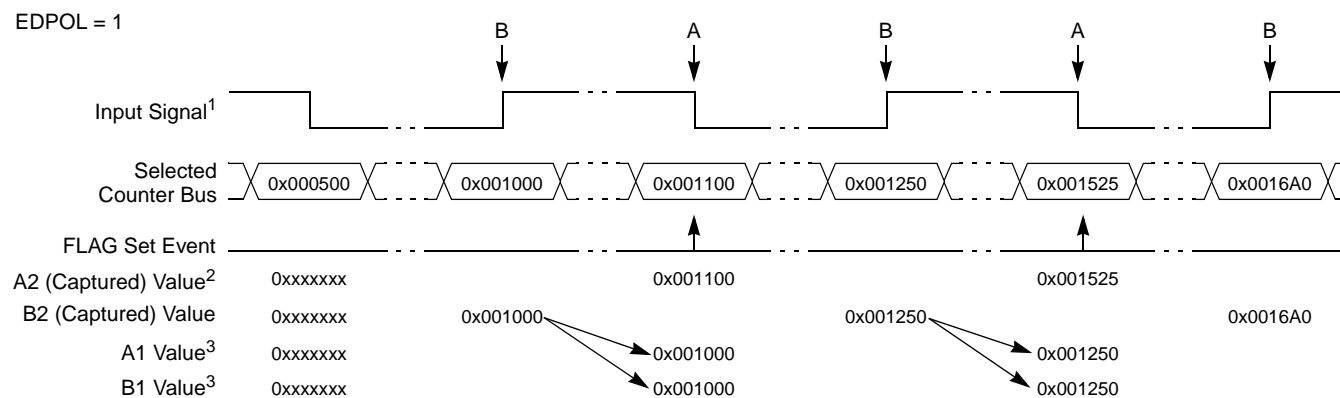 EDPOL = 1
B A B A B
Input Signal1
Selected Counter Bus 0x000500 0x001000 0x001100 0x001250 0x001525 0x0016A0
FLAG Set Event
A2 (Captured) Value2 0xxxxxxx 0x001100 0x001525
B2 (Captured) Value 0xxxxxxx 0x001000 0x001250 0x0016A0
A1 Value3 0xxxxxxx 0x001000 0x001250
B1 Value3 0xxxxxxx 0x001000 0x001250